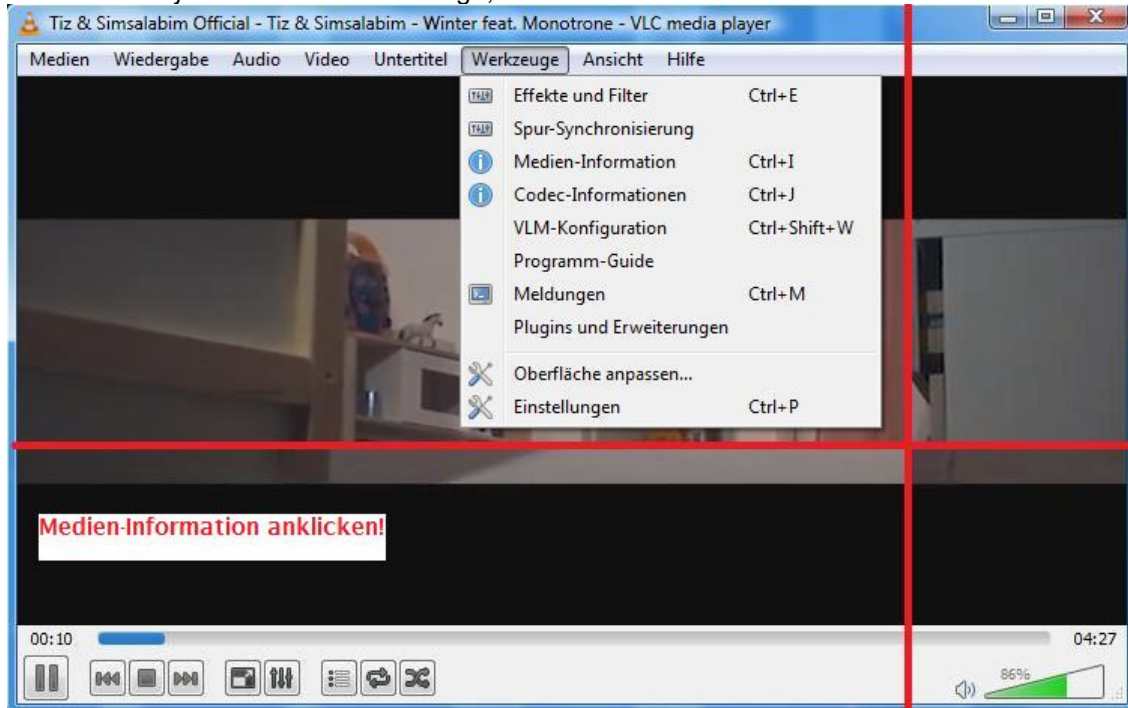 Tiz & Simsalabim Official - Tiz & Simsalabim - Winter feat. Monotrone - VLC media player
Medien Wiedergabe Audio Video Untertitel Werkzeuge Ansicht Hilfe
Effekte und Filter Ctrl+E
Spur-Synchronisierung
Medien-Information Ctrl+I
Codec-Informationen Ctrl+J
VLM-Konfiguration Ctrl+Shift+W
Programm-Guide
Meldungen Ctrl+M
Plugins und Erweiterungen
Oberfläche anpassen...
Einstellungen Ctrl+P
Medien-Information anklicken!
00:10 04:27
86%